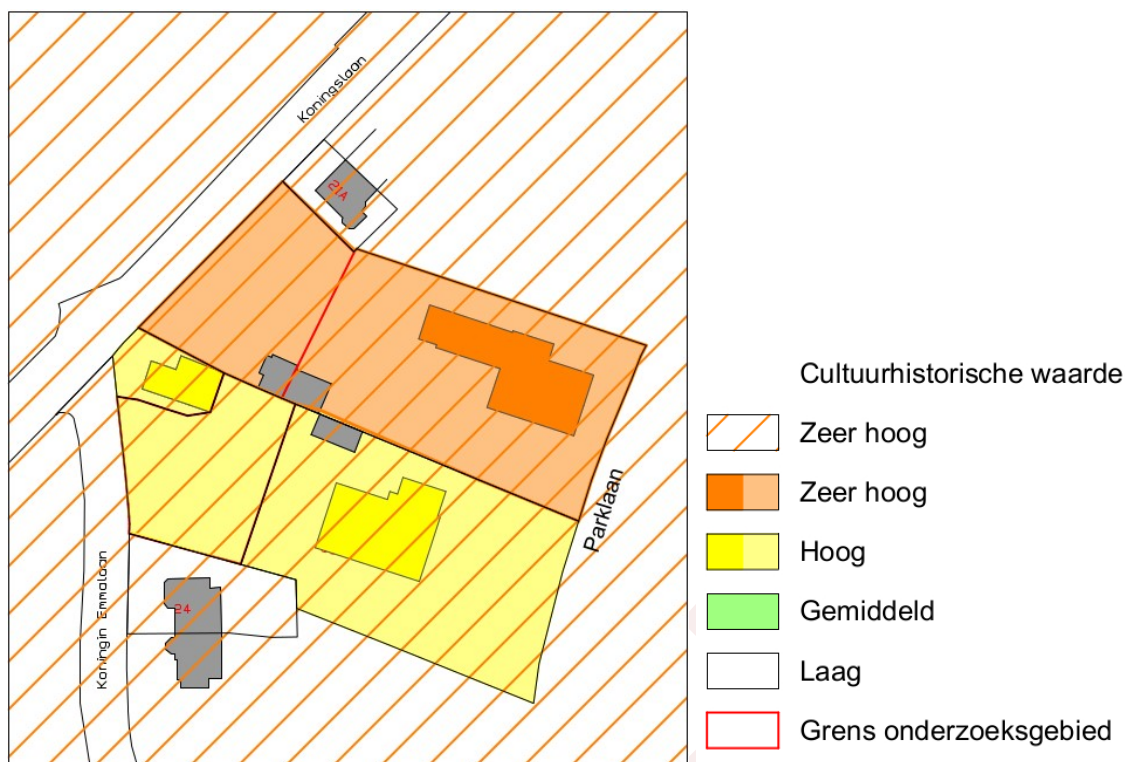 Koningslaan
21A
Parklaan
Koningin Emmalaan
24
Cultuurhistorische waarde
Zeer hoog
Zeer hoog
Hoog
Gemiddeld
Laag
Grens onderzoeksgebied